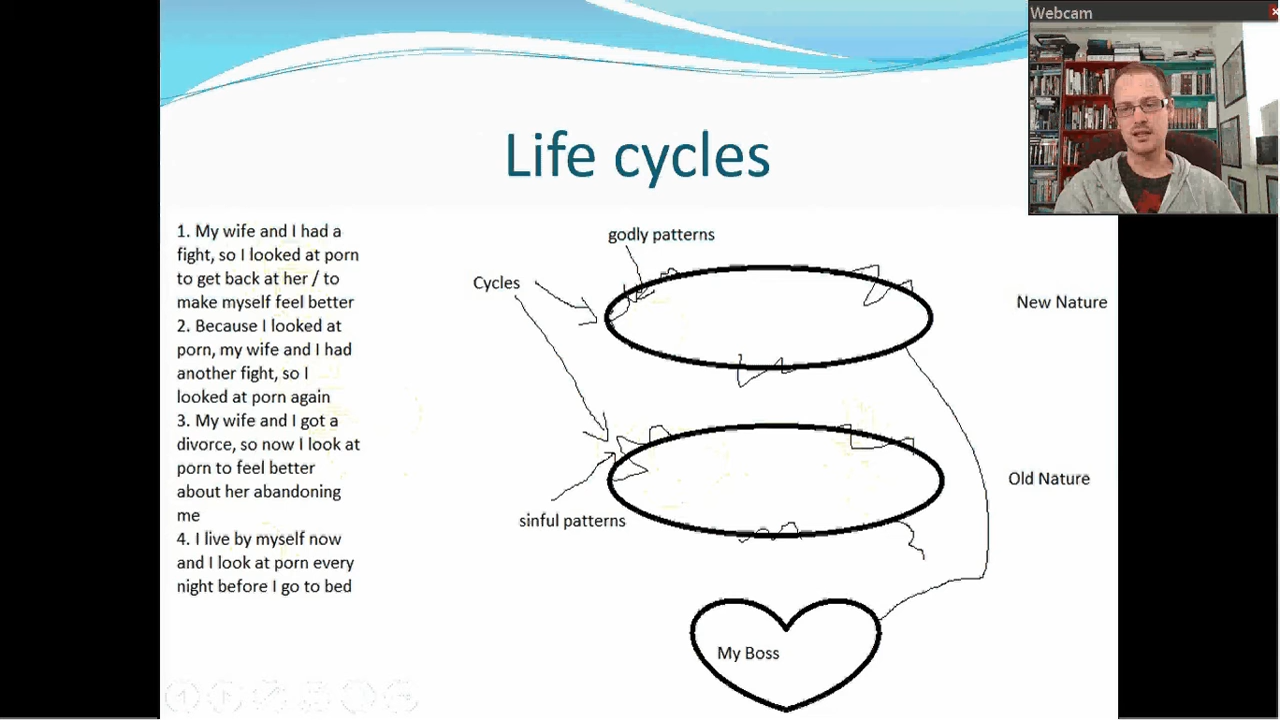 Webcam
Life cycles
1. My wife and I had a
fight, so I looked at porn
to get back at her / to
make myself feel better
2. Because I looked at
porn, my wife and I had
another fight, so I
looked at porn again
3. My wife and I got a
divorce, so now I look at
porn to feel better
about her abandoning
me
4. I live by myself now
and I look at porn every
night before I go to bed
godly patterns
Cycles
New Nature
Old Nature
sinful patterns
My Boss